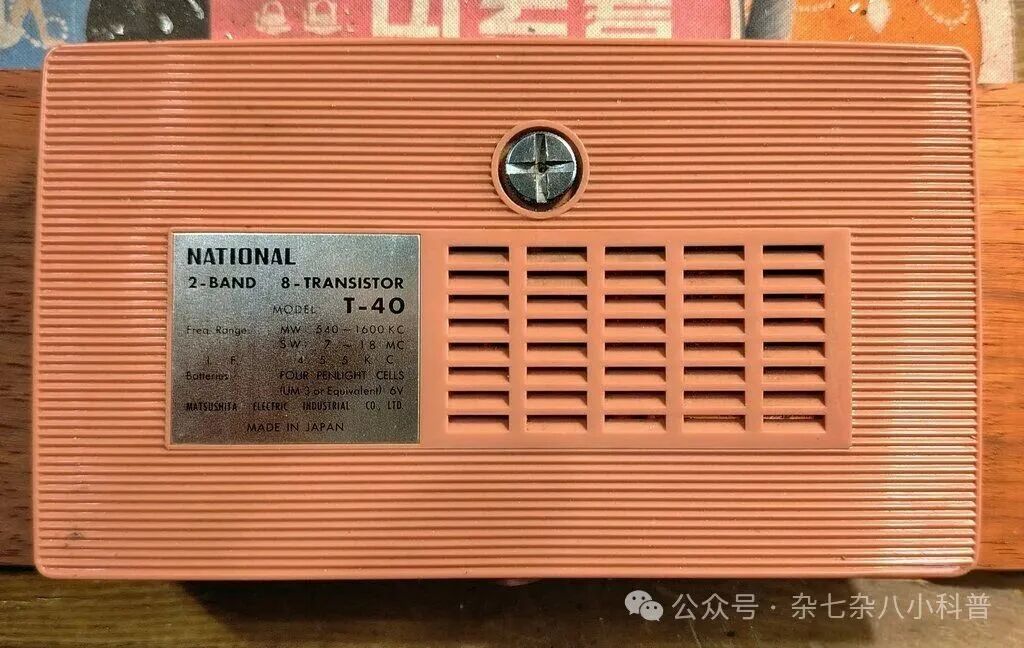 NATIONAL
2-BAND 8-TRANSISTOR
MODEL T-40
Freq. Range: MW 540~1600 KC
SW 7~18 MC
I F 455KC
Batteries: FOUR PENLIGHT CELLS
(UM-3 or Equivalent) 6V
MATSUSHITA ELECTRIC INDUSTRIAL CO., LTD.
MADE IN JAPAN
公众号 · 杂七杂八小科普